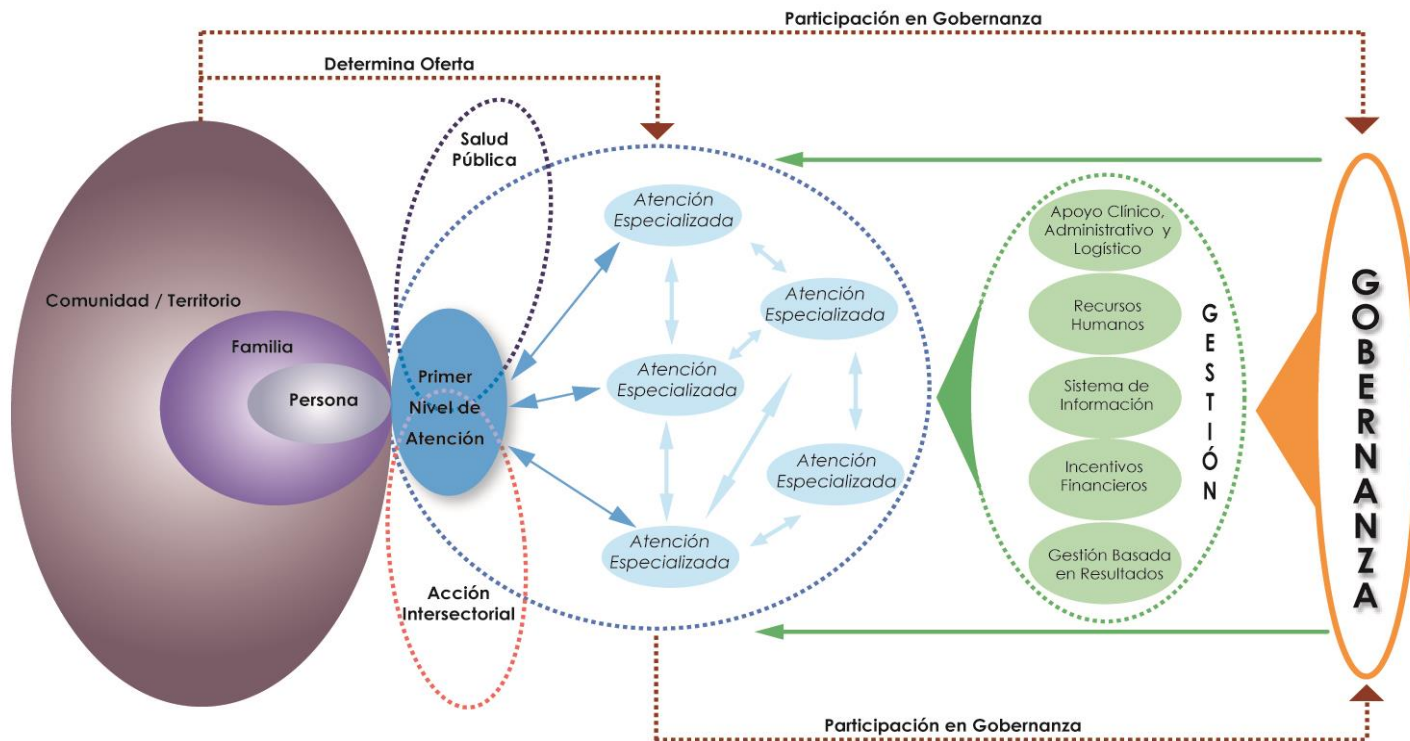 Participación en Gobernanza
Determina Oferta
Salud
Pública
Comunidad / Territorio
Familia
Persona
Primer
Nivel de
Atención
Acción
Intersectorial
Atención
Especializada
Atención
Especializada
Atención
Especializada
Atención
Especializada
Atención
Especializada
Apoyo Clínico,
Administrativo y
Logístico
Recursos
Humanos
Sistema de
Información
Incentivos
Financieros
Gestión Basada
en Resultados
GESTIÓN
GOBERNANZA
Participación en Gobernanza